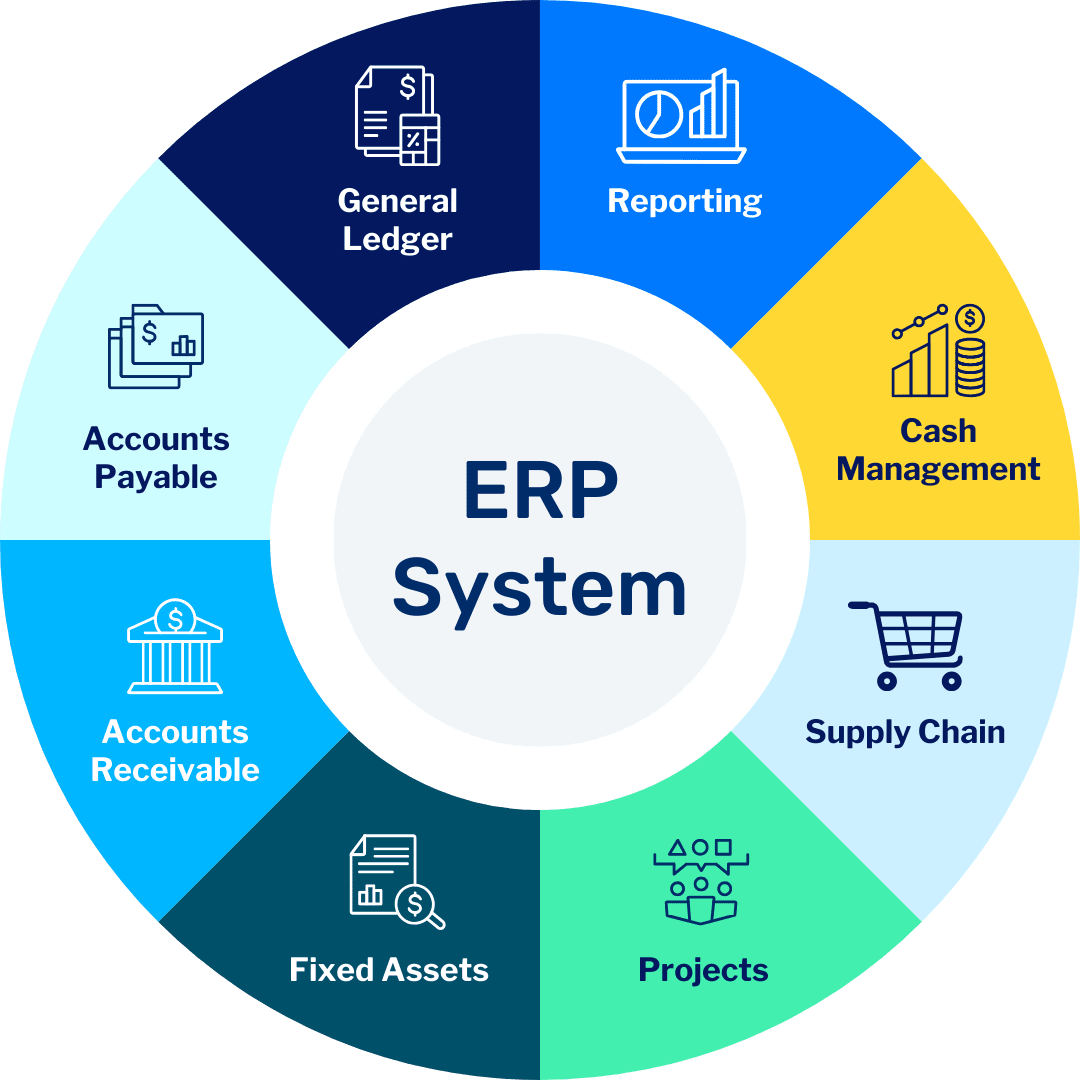 General
Ledger
Reporting
Cash
Management
Supply Chain
Projects
Fixed Assets
Accounts
Receivable
Accounts
Payable
ERP
System